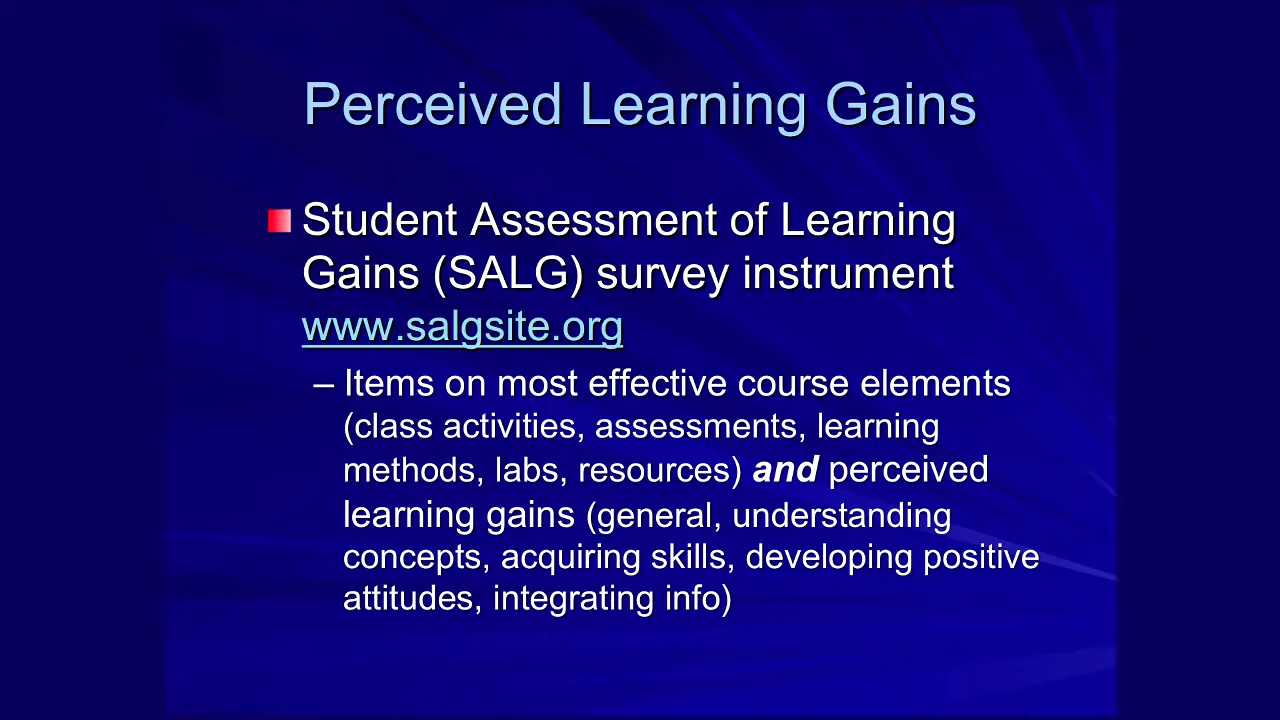 Perceived Learning Gains
Student Assessment of Learning
Gains (SALG) survey instrument
www.salgsite.org
– Items on most effective course elements
(class activities, assessments, learning
methods, labs, resources) and perceived
learning gains (general, understanding
concepts, acquiring skills, developing positive
attitudes, integrating info)